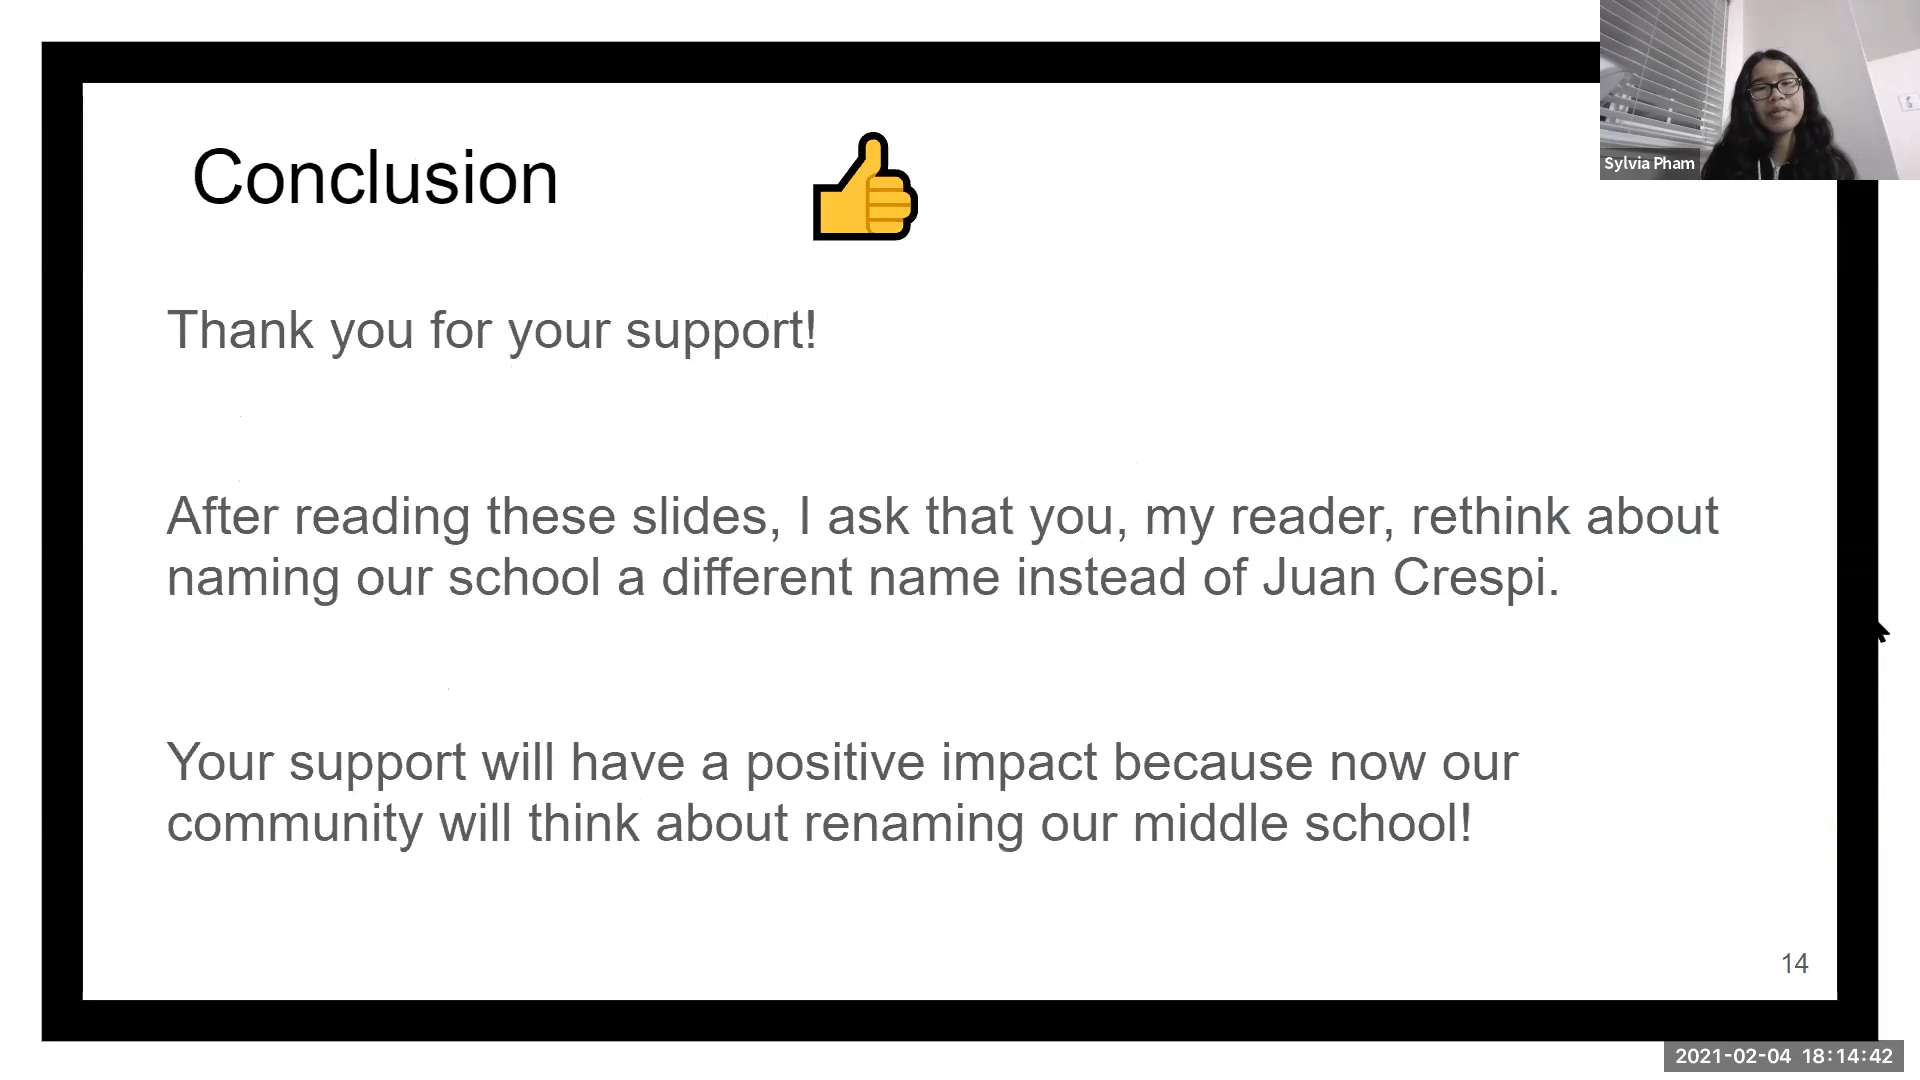 Sylvia Pham
Conclusion
Thank you for your support!
After reading these slides, I ask that you, my reader, rethink about
naming our school a different name instead of Juan Crespi.
Your support will have a positive impact because now our
community will think about renaming our middle school!
14
2021-02-04 18:14:42